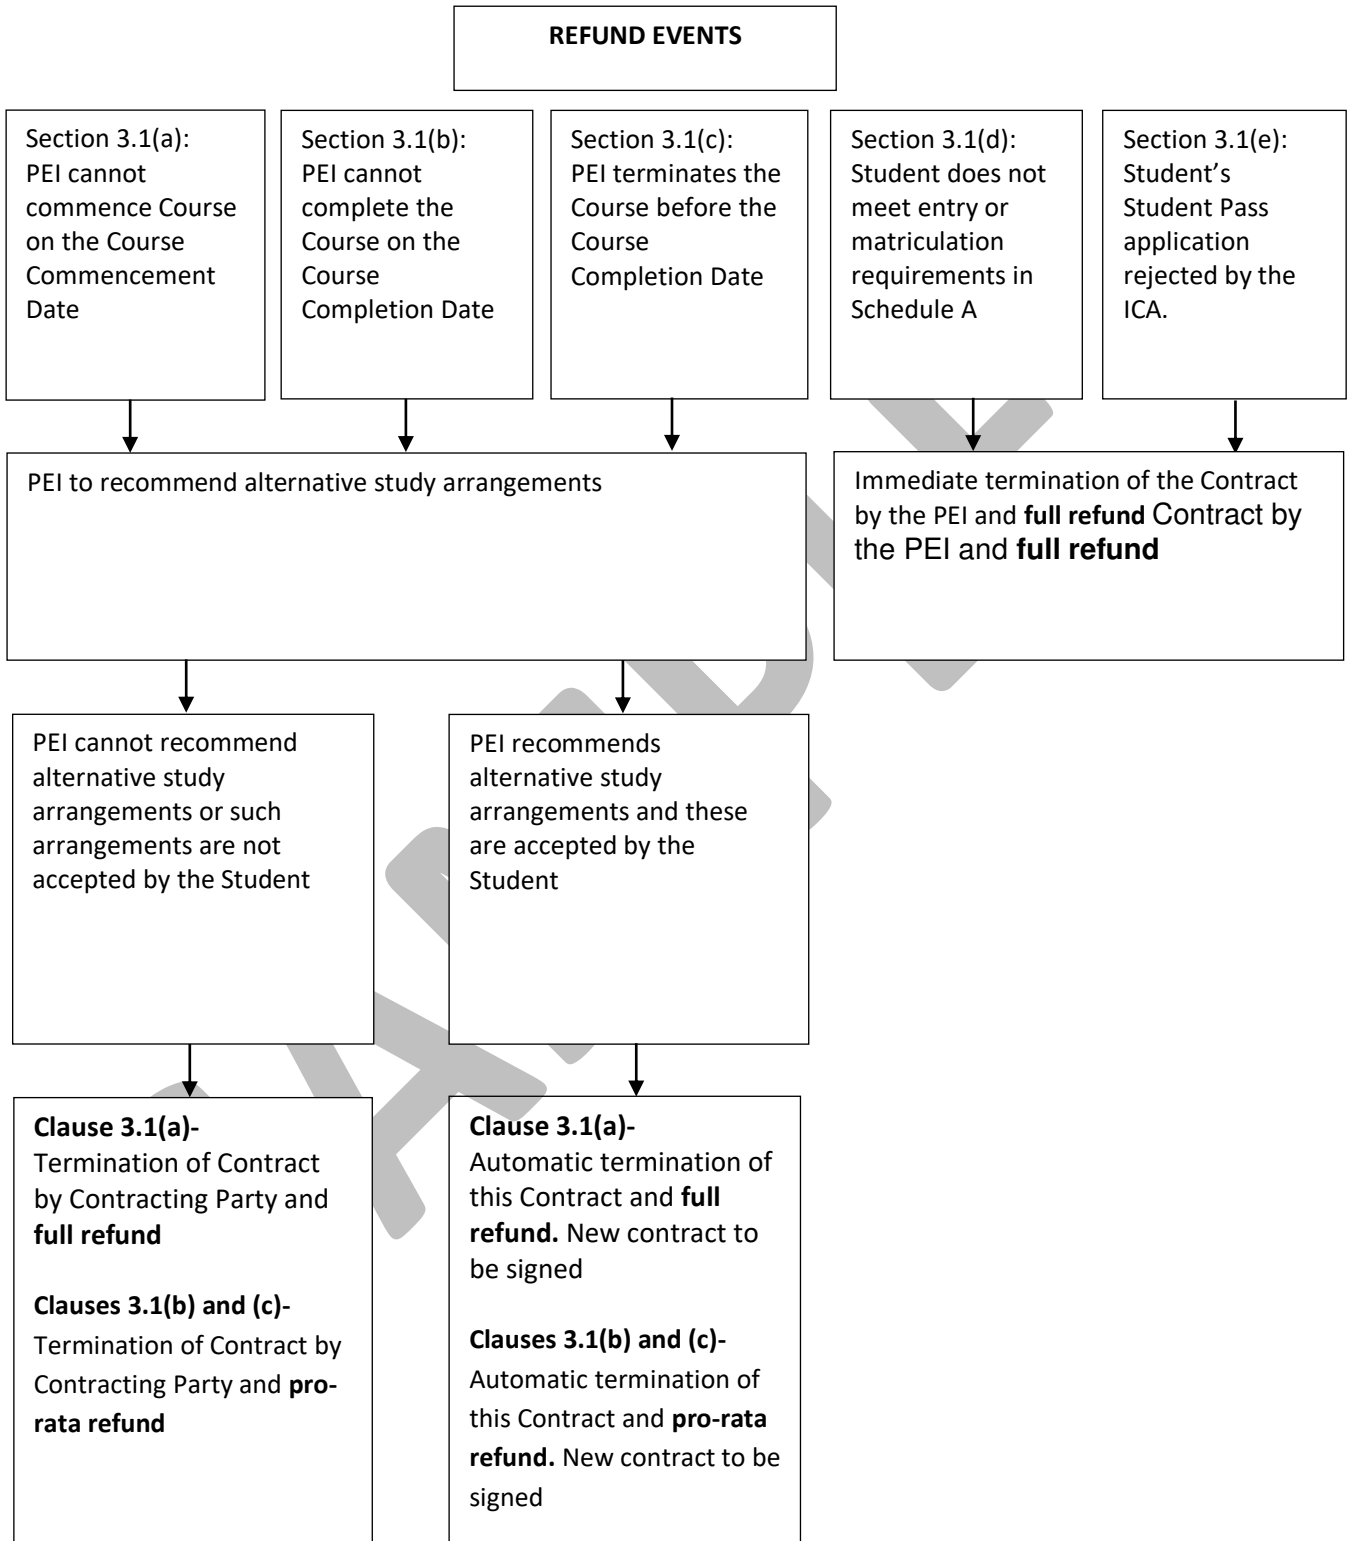 REFUND EVENTS
Section 3.1(a):
PEI cannot
commence Course
on the Course
Commencement
Date
Section 3.1(b):
PEI cannot
complete the
Course on the
Course
Completion Date
Section 3.1(c):
PEI terminates the
Course before the
Course
Completion Date
Section 3.1(d):
Student does not
meet entry or
matriculation
requirements in
Schedule A
Section 3.1(e):
Student’s
Student Pass
application
rejected by the
ICA.
PEI to recommend alternative study arrangements
Immediate termination of the Contract
by the PEI and full refund Contract by
the PEI and full refund
PEI cannot recommend
alternative study
arrangements or such
arrangements are not
accepted by the Student
PEI recommends
alternative study
arrangements and these
are accepted by the
Student
Clause 3.1(a)-
Termination of Contract
by Contracting Party and
full refund
Clauses 3.1(b) and (c)-
Termination of Contract by
Contracting Party and pro-
rata refund
Clause 3.1(a)-
Automatic termination of
this Contract and full
refund. New contract to
be signed
Clauses 3.1(b) and (c)-
Automatic termination of
this Contract and pro-rata
refund. New contract to be
signed